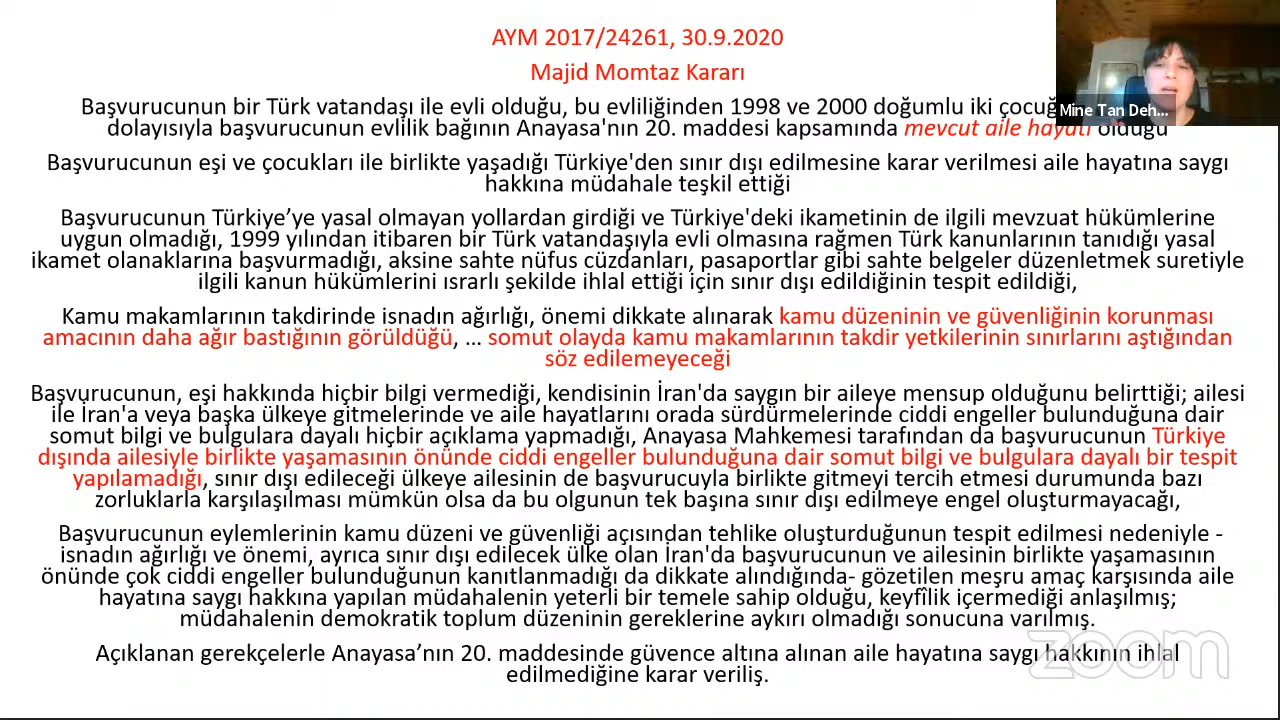 AYM 2017/24261, 30.9.2020
Majid Momtaz Kararı
Başvurucunun bir Türk vatandaşı ile evli olduğu, bu evliliğinden 1998 ve 2000 doğumlu iki
Mine Tan Deh...
dolayısıyla başvurucunun evlilik bağının Anayasa'nın 20. maddesi kapsamında mevcut aile hayatı olduğu
Başvurucunun eşi ve çocukları ile birlikte yaşadığı Türkiye'den sınır dışı edilmesine karar verilmesi aile hayatına saygı
hakkına müdahale teşkil ettiği
Başvurucunun Türkiye’ye yasal olmayan yollardan girdiği ve Türkiye'deki ikametinin de ilgili mevzuat hükümlerine
uygun olmadığı, 1999 yılından itibaren bir Türk vatandaşıyla evli olmasına rağmen Türk kanunlarının tanıdığı yasal
ikamet olanaklarına başvurmadığı, aksine sahte nüfus cüzdanları, pasaportlar gibi sahte belgeler düzenletmek suretiyle
ilgili kanun hükümlerini ısrarlı şekilde ihlal ettiği için sınır dışı edildiğinin tespit edildiği,
Kamu makamlarının takdirinde isnadın ağırlığı, önemi dikkate alınarak kamu düzeninin ve güvenliğinin korunması
amacının daha ağır bastığının görüldüğü, ... somut olayda kamu makamlarının takdir yetkilerinin sınırlarını aştığından
söz edilemeyeceği
Başvurucunun, eşi hakkında hiçbir bilgi vermediği, kendisinin İran'da saygın bir aileye mensup olduğunu belirttiği; ailesi
ile İran'a veya başka ülkeye gitmelerinde ve aile hayatlarını orada sürdürmelerinde ciddi engeller bulunduğuna dair
somut bilgi ve bulgulara dayalı hiçbir açıklama yapmadığı, Anayasa Mahkemesi tarafından da başvurucunun Türkiye
dışında ailesiyle birlikte yaşamasının önünde ciddi engeller bulunduğuna dair somut bilgi ve bulgulara dayalı bir tespit
yapılamadığı, sınır dışı edileceği ülkeye ailesinin de başvurucuyla birlikte gitmeyi tercih etmesi durumunda bazı
zorluklarla karşılaşılması mümkün olsa da bu olgunun tek başına sınır dışı edilmeye engel oluşturmayacağı,
Başvurucunun eylemlerinin kamu düzeni ve güvenliği açısından tehlike oluşturduğunun tespit edilmesi nedeniyle -
isnadın ağırlığı ve önemi, ayrıca sınır dışı edilecek ülke olan İran'da başvurucunun ve ailesinin birlikte yaşamasının
önünde çok ciddi engeller bulunduğunun kanıtlanmadığı da dikkate alındığında- gözetilen meşru amaç karşısında aile
hayatına saygı hakkına yapılan müdahalenin yeterli bir temele sahip olduğu, keyfîlik içermediği anlaşılmış;
müdahalenin demokratik toplum düzeninin gereklerine aykırı olmadığı sonucuna varılmış.
Açıklanan gerekçelerle Anayasa’nın 20. maddesinde güvence altına alınan aile hayatına saygı hakkının ihlal
edilmediğine karar veriliş.
zoom